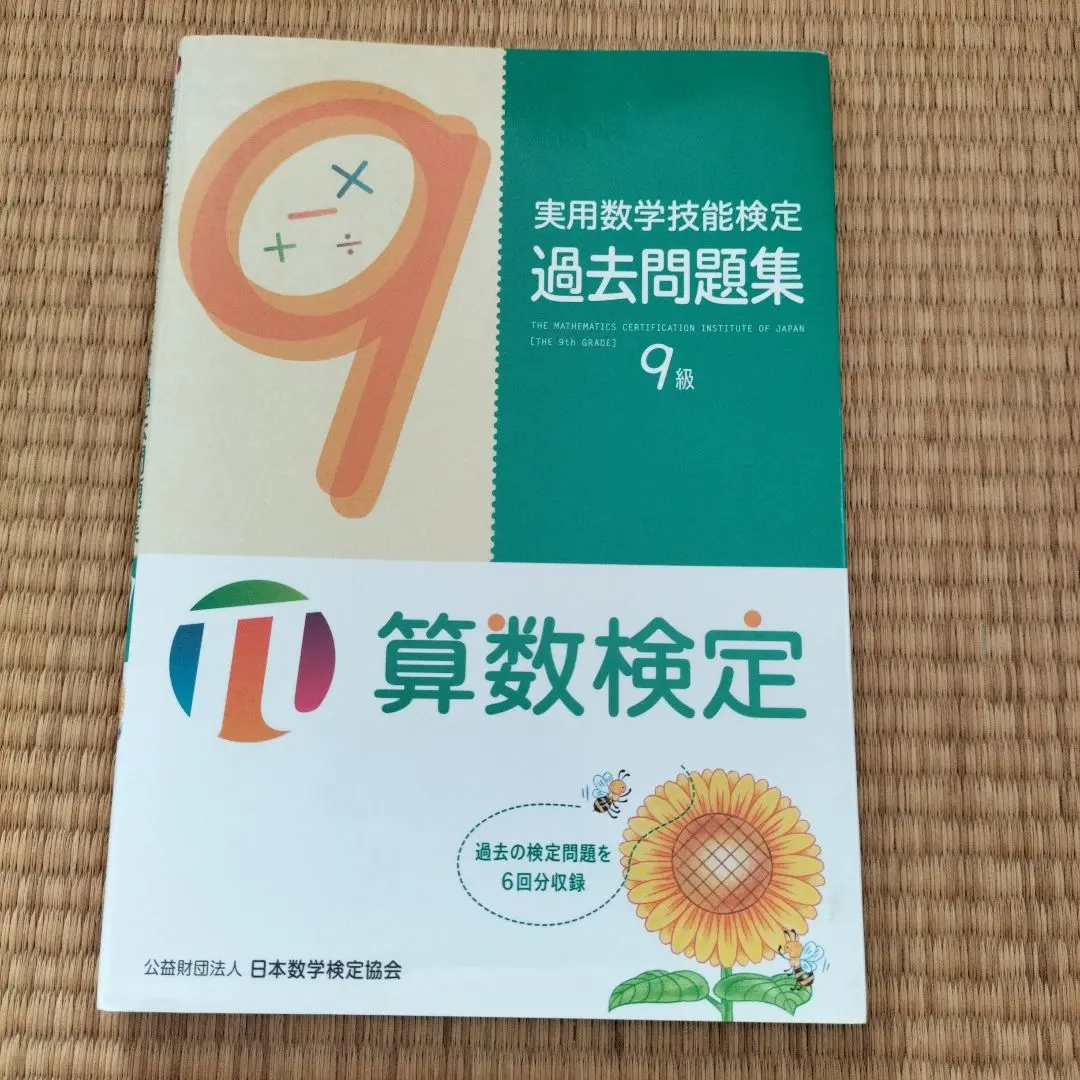 9
実用数学技能検定
過去問題集
THE MATHEMATICS CERTIFICATION INSTITUTE OF JAPAN
[THE 9th GRADE]
9級
π 算数検定
過去の検定問題を
6回分収録
公益財団法人 日本数学検定協会